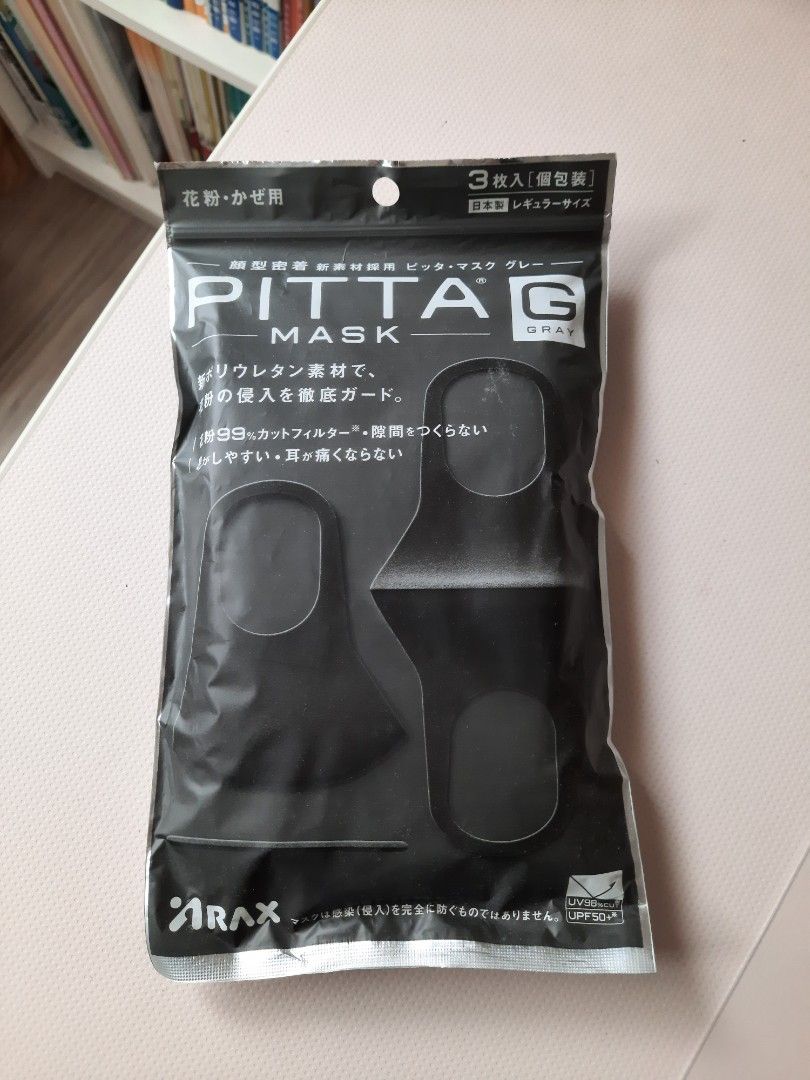 花粉・かぜ用
3枚入［個包装］
日本製 レギュラーサイズ
顔型密着 新素材採用 ピッタ・マスク グレー
PITTA® G
MASK
GRAY
ポリウレタン素材で、
粉の侵入を徹底ガード。
粉99%カットフィルター※・隙間をつくらない
がしやすい・耳が痛くならない
ARAX
マスクは感染(侵入)を完全に防ぐものではありません。
UV98%CUT
UPF50+※